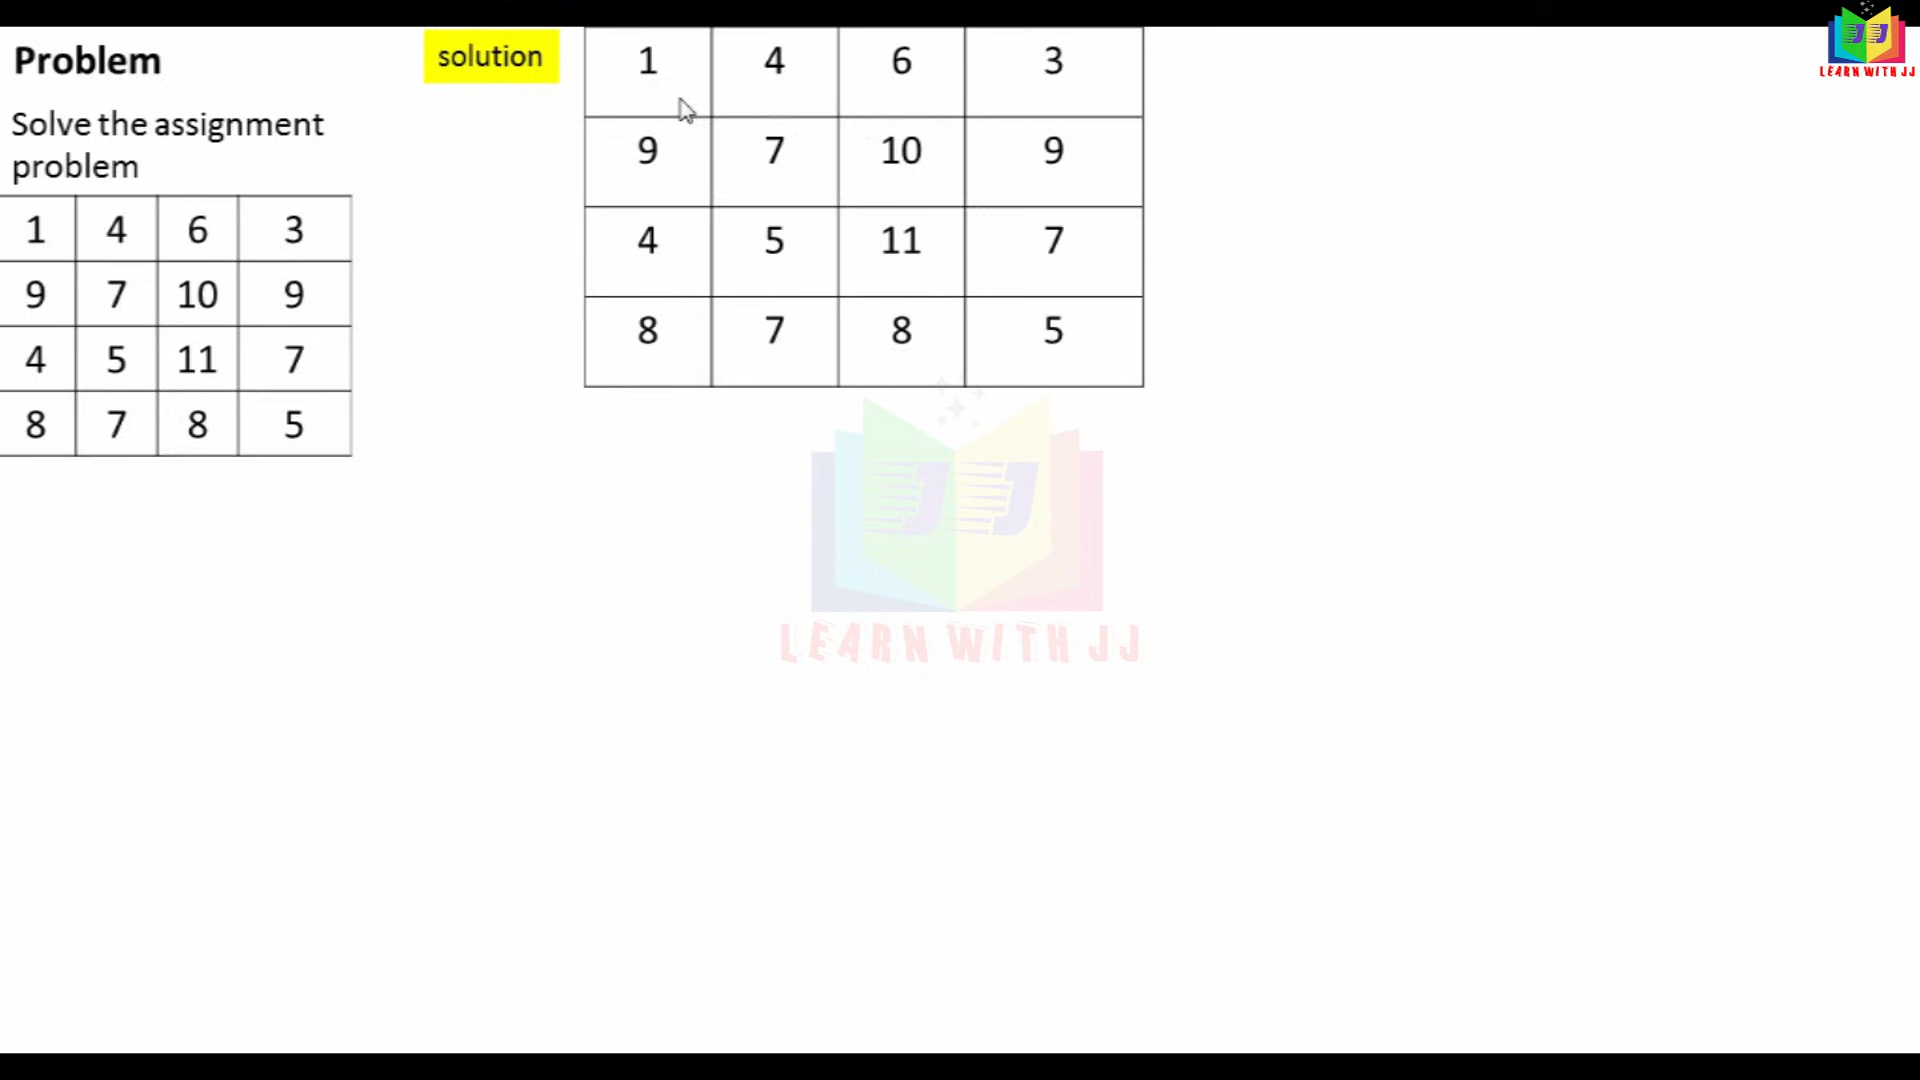 Problem
Solve the assignment
problem
1 4 6 3
9 7 10 9
4 5 11 7
8 7 8 5
solution
1 4 6 3
9 7 10 9
4 5 11 7
8 7 8 5
JJ
LEARN WITH JJ
JJ
LEARN WITH JJ